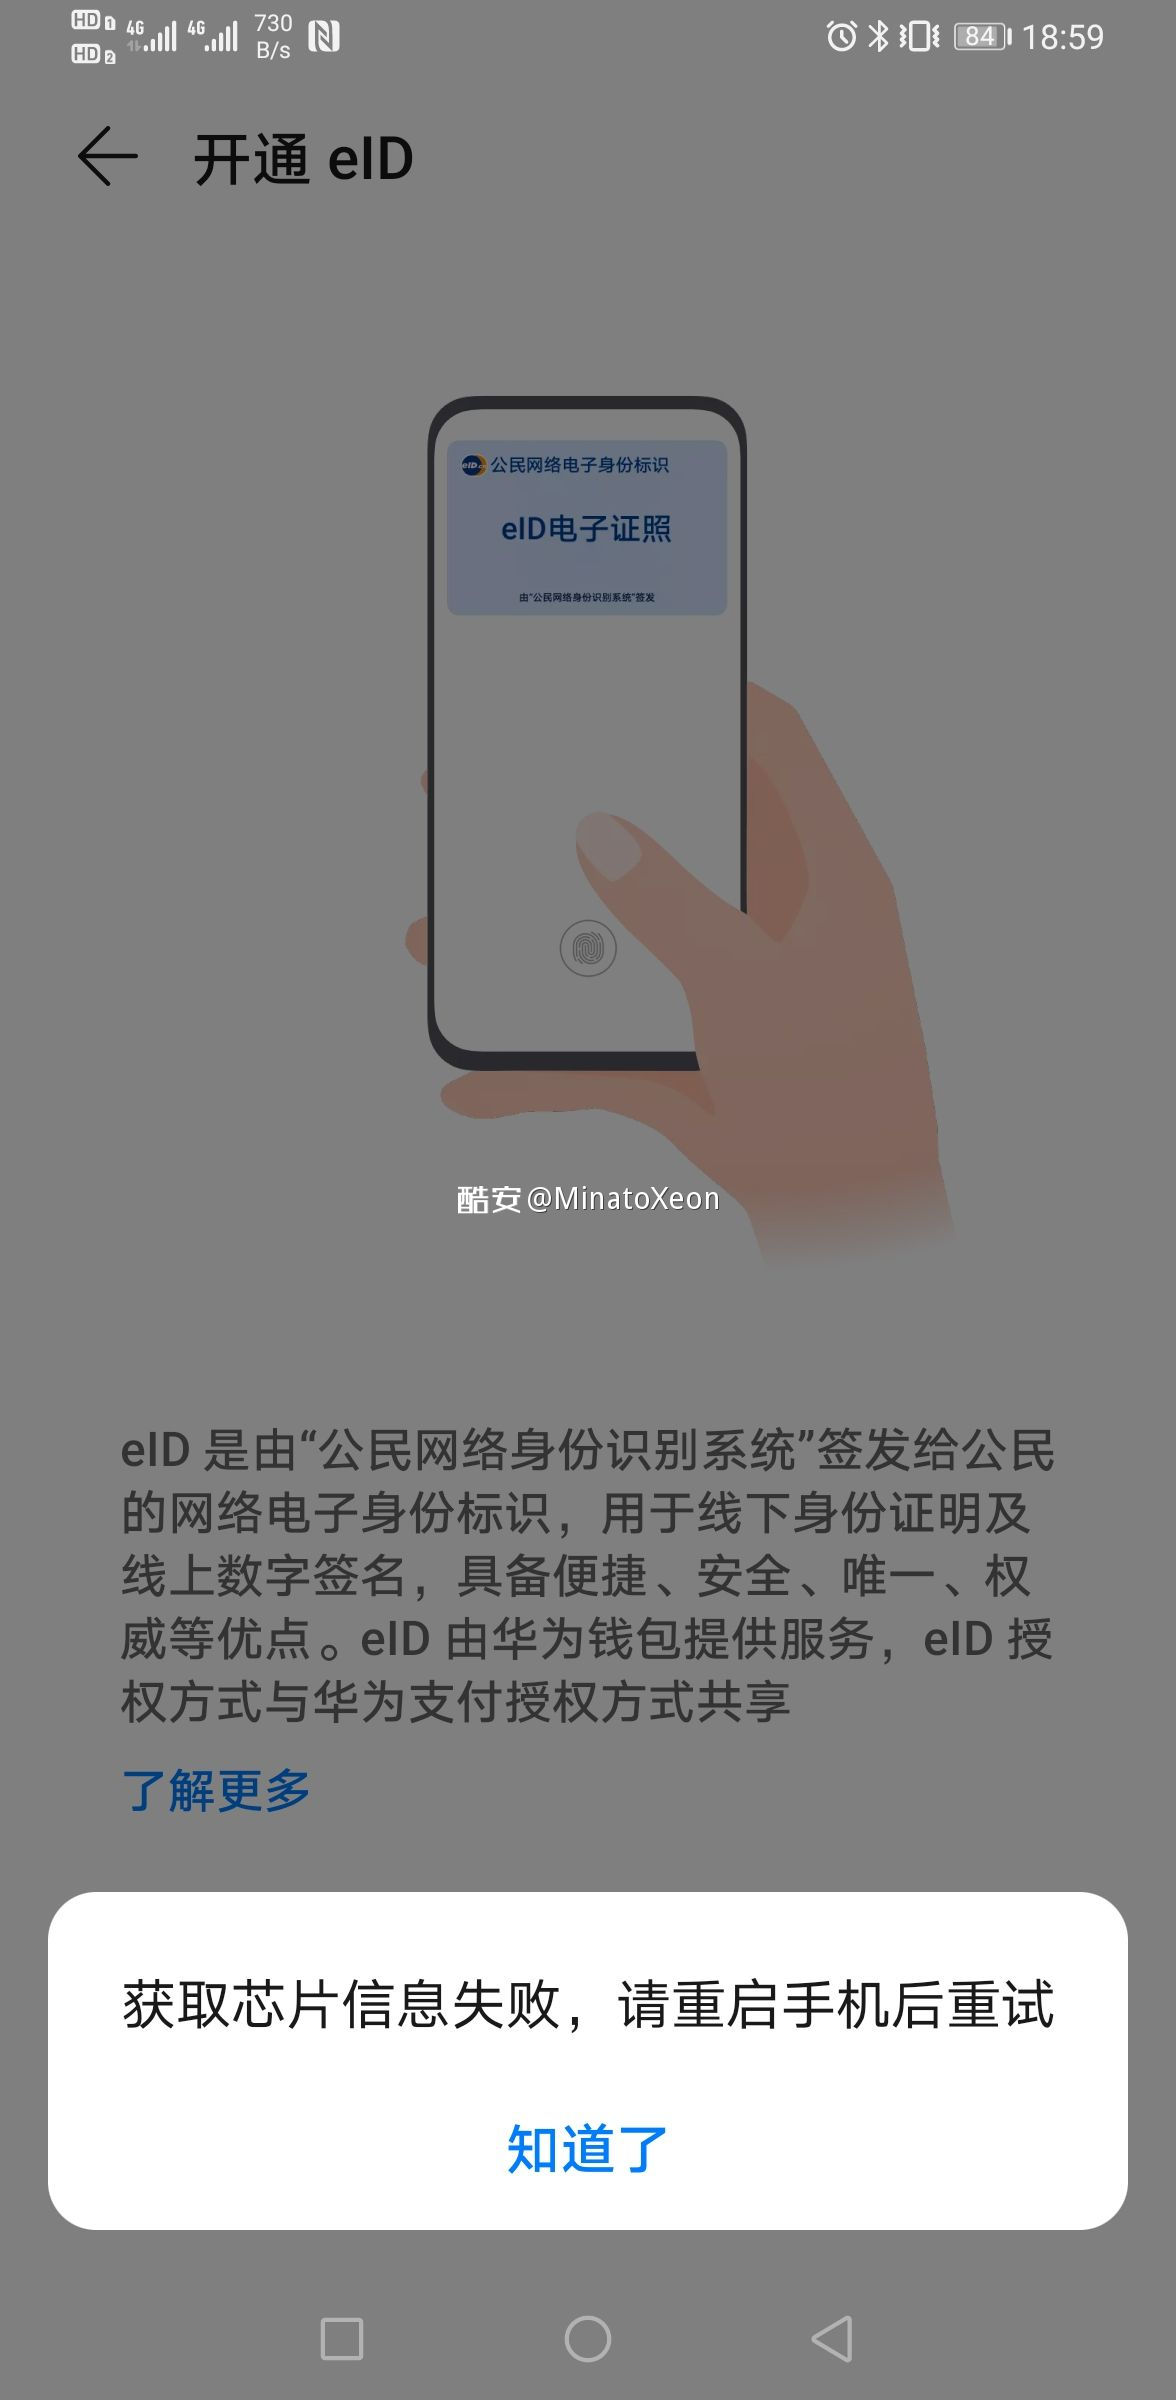 HD 1 4G 4G 730
HD 2 B/s
84 18:59
开通 eID
eID.cn 公民网络电子身份标识
eID电子证照
由“公民网络身份识别系统”签发
酷安 @MinatoXeon
eID 是由“公民网络身份识别系统”签发给公民
的网络电子身份标识，用于线下身份证明及
线上数字签名，具备便捷、安全、唯一、权
威等优点。eID 由华为钱包提供服务，eID 授
权方式与华为支付授权方式共享
了解更多
获取芯片信息失败，请重启手机后重试
知道了